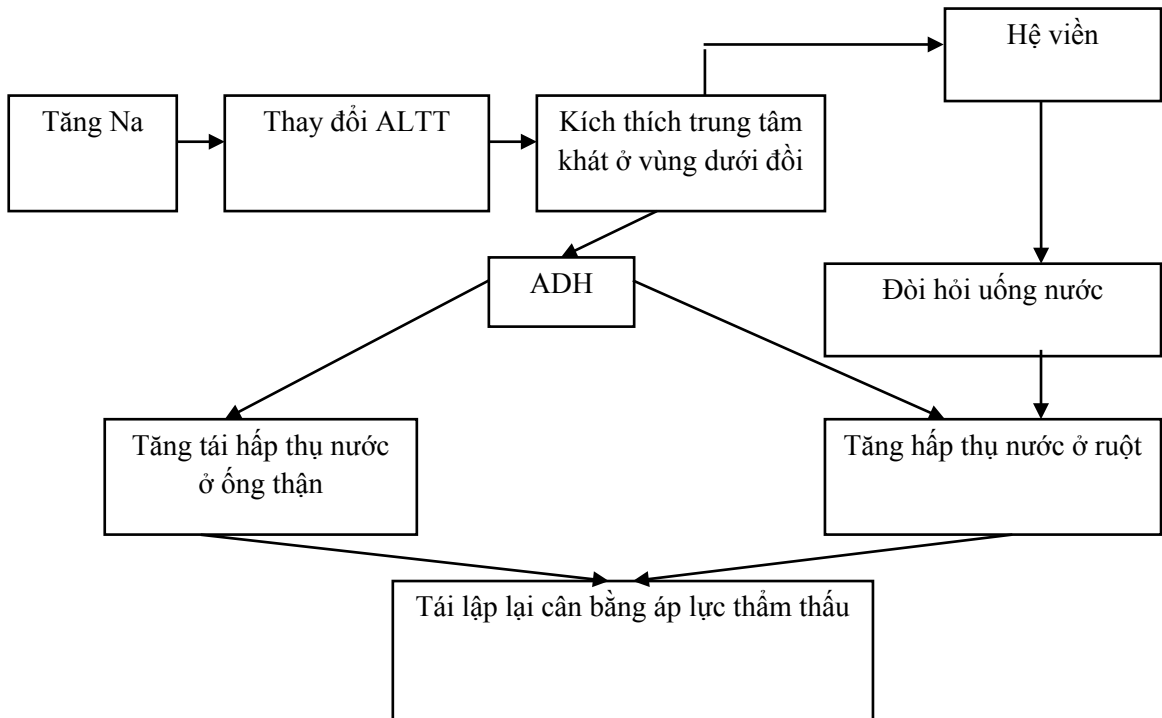 Hệ viền
Tăng Na
Thay đổi ALTT
Kích thích trung tâm
khát ở vùng dưới đồi
ADH
Đòi hỏi uống nước
Tăng tái hấp thụ nước
ở ống thận
Tăng hấp thụ nước ở ruột
Tái lập lại cân bằng áp lực thẩm thấu